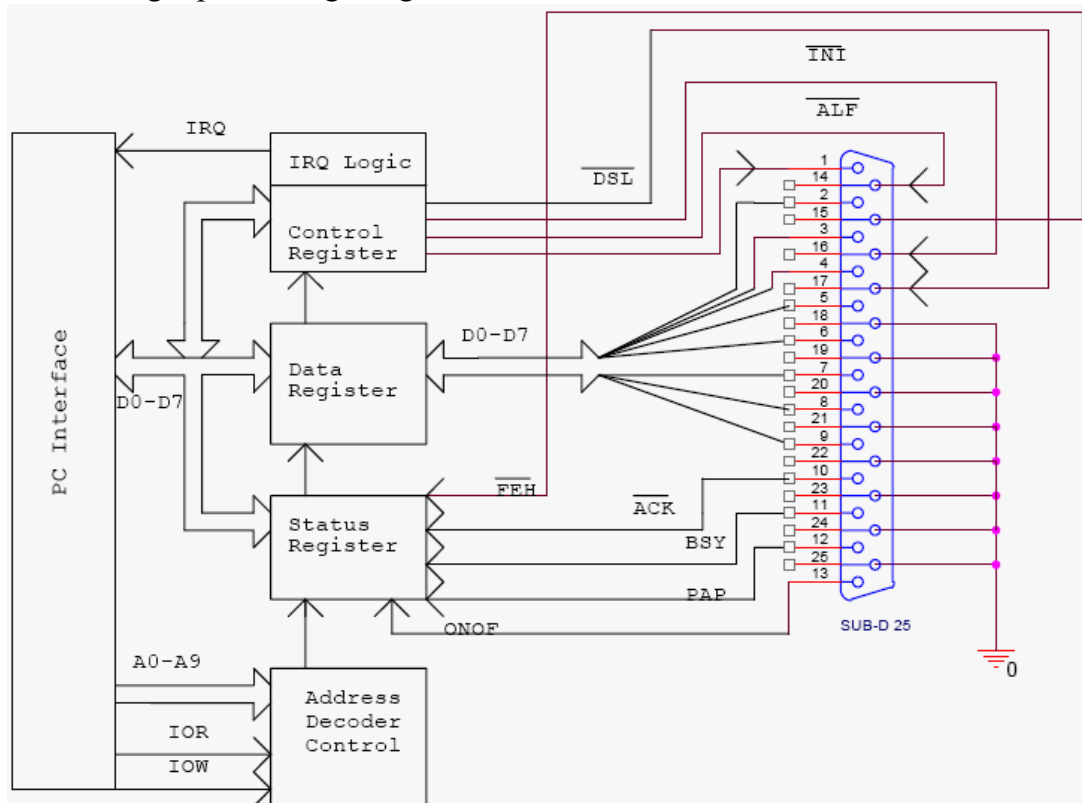 INI
ALF
IRQ
IRQ Logic
DSL
Control
Register
1
14
2
15
3
16
4
17
5
18
6
19
7
20
8
21
9
22
10
23
11
24
12
25
13
D0-D7
Data
Register
D0-D7
PC Interface
FEH
ACK
Status
Register
BSY
PAP
ONOF
SUB-D 25
0
A0-A9
Address
Decoder
Control
IOR
IOW